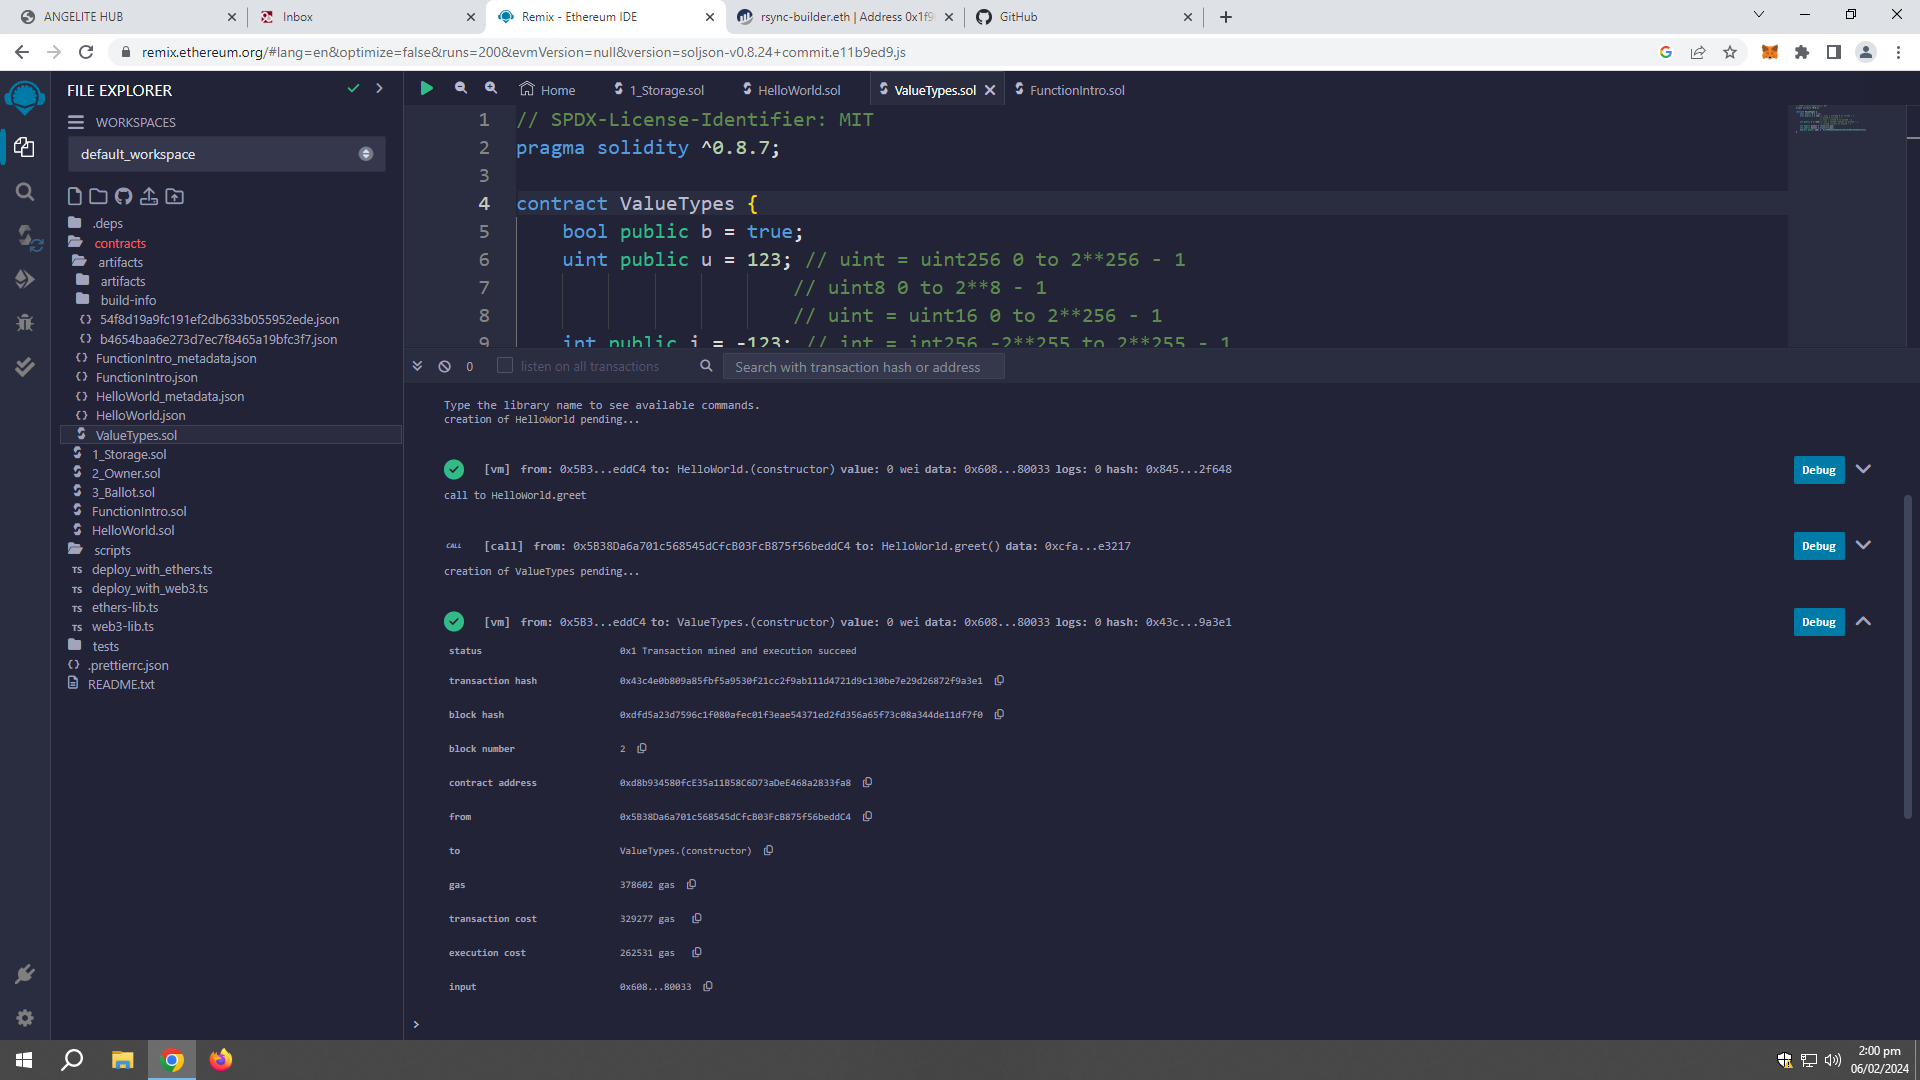 ANGELITE HUB
Inbox
Remix - Ethereum IDE
rsync-builder.eth | Address 0x1f9
GitHub
remix.ethereum.org/#lang=en&optimize=false&runs=200&evmVersion=null&version=soljson-v0.8.24+commit.e11b9ed9.js
FILE EXPLORER
WORKSPACES
default_workspace
.deps
contracts
artifacts
artifacts
build-info
54f8d19a9fc191ef2db633b055952ede.json
b4654baa6e273d7ec7f8465a19bfc3f7.json
FunctionIntro_metadata.json
FunctionIntro.json
HelloWorld_metadata.json
HelloWorld.json
ValueTypes.sol
1_Storage.sol
2_Owner.sol
3_Ballot.sol
FunctionIntro.sol
HelloWorld.sol
scripts
TS deploy_with_ethers.ts
TS deploy_with_web3.ts
TS ethers-lib.ts
TS web3-lib.ts
tests
.prettierrc.json
README.txt
Home
1_Storage.sol
HelloWorld.sol
ValueTypes.sol
FunctionIntro.sol
1 // SPDX-License-Identifier: MIT
2 pragma solidity ^0.8.7;
3
4 contract ValueTypes {
5 bool public b = true;
6 uint public u = 123; // uint = uint256 0 to 2**256 - 1
7 // uint8 0 to 2**8 - 1
8 // uint = uint16 0 to 2**256 - 1
9 int public i = -123; // int = int256 -2**255 to 2**255 - 1
0 listen on all transactions Search with transaction hash or address
Type the library name to see available commands.
creation of HelloWorld pending...
[vm] from: 0x5B3...eddC4 to: HelloWorld.(constructor) value: 0 wei data: 0x608...80033 logs: 0 hash: 0x845...2f648 Debug
call to HelloWorld.greet
CALL [call] from: 0x5B38Da6a701c568545dCfcB03FcB875f56beddC4 to: HelloWorld.greet() data: 0xcfa...e3217 Debug
creation of ValueTypes pending...
[vm] from: 0x5B3...eddC4 to: ValueTypes.(constructor) value: 0 wei data: 0x608...80033 logs: 0 hash: 0x43c...9a3e1 Debug
status 0x1 Transaction mined and execution succeed
transaction hash 0x43c4e0b809a85fbf5a9530f21cc2f9ab111d4721d9c130be7e29d26872f9a3e1
block hash 0xdfd5a23d7596c1f080afec01f3eae54371ed2fd356a65f73c08a344de11df7f0
block number 2
contract address 0xd8b934580fcE35a11B58C6D73aDeE468a2833fa8
from 0x5B38Da6a701c568545dCfcB03FcB875f56beddC4
to ValueTypes.(constructor)
gas 378602 gas
transaction cost 329277 gas
execution cost 262531 gas
input 0x608...80033
>
2:00 pm
06/02/2024